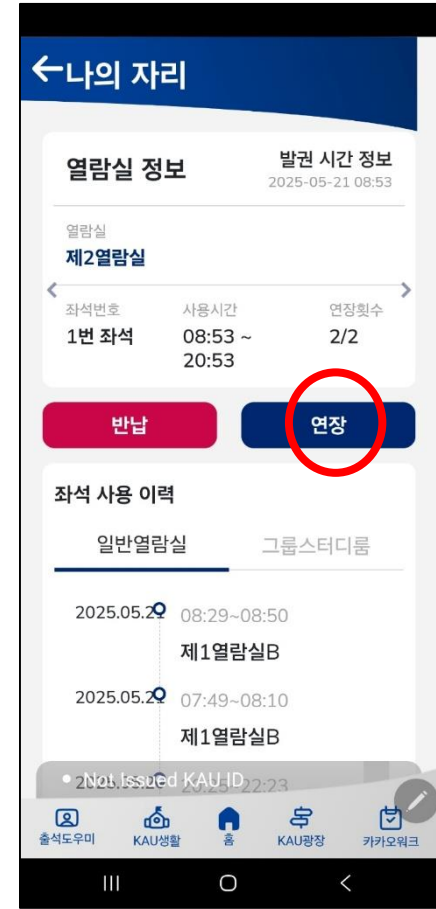 나의 자리
열람실 정보
발권 시간 정보
2025-05-21 08:53
열람실
제2열람실
좌석번호 사용시간 연장횟수
1번 좌석 08:53 ~ 2/2
20:53
반납 연장
좌석 사용 이력
일반열람실 그룹스터디룸
08:29~08:50
제1열람실B
07:49~08:10
제1열람실B
Not Issued KAU ID
22:23
출석도우미 KAU생활 홈 KAU광장 카카오워크